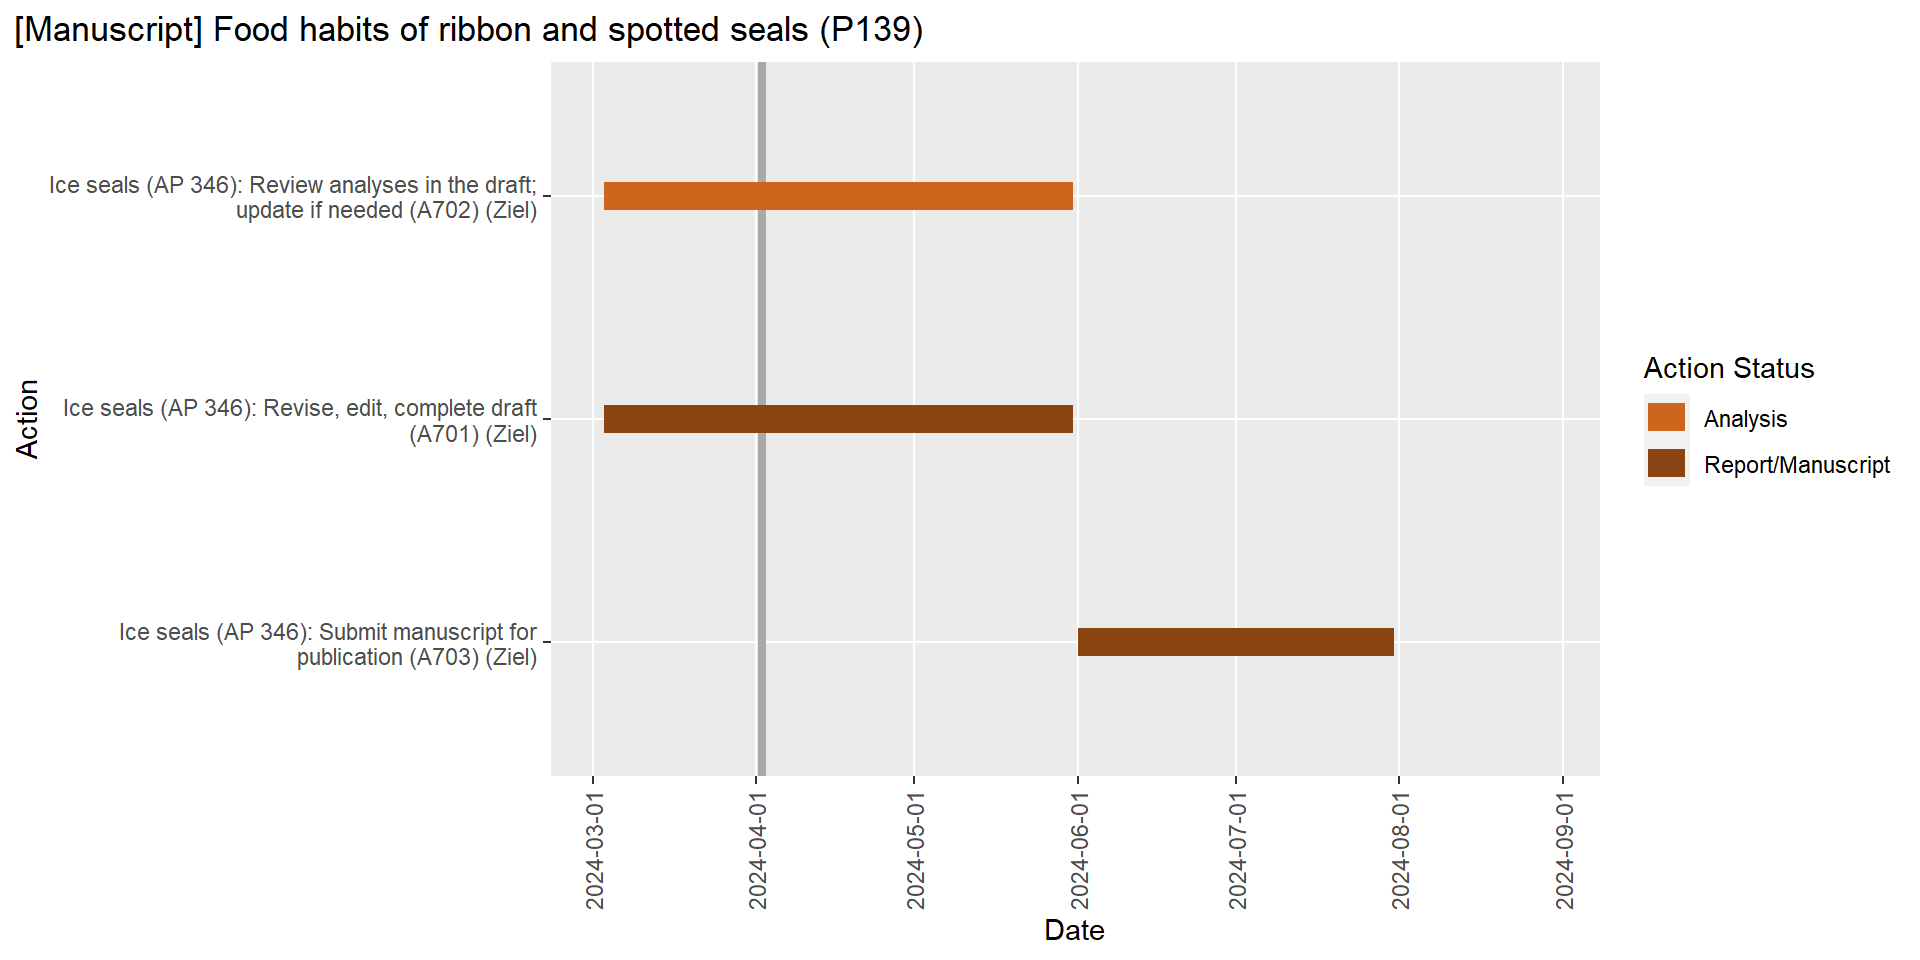 [Manuscript] Food habits of ribbon and spotted seals (P139)
Ice seals (AP 346): Review analyses in the draft;
update if needed (A702) (Ziel)
Ice seals (AP 346): Revise, edit, complete draft
(A701) (Ziel)
Ice seals (AP 346): Submit manuscript for
publication (A703) (Ziel)
Action
2024-03-01
2024-04-01
2024-05-01
2024-06-01
2024-07-01
2024-08-01
2024-09-01
Date
Action Status
Analysis
Report/Manuscript